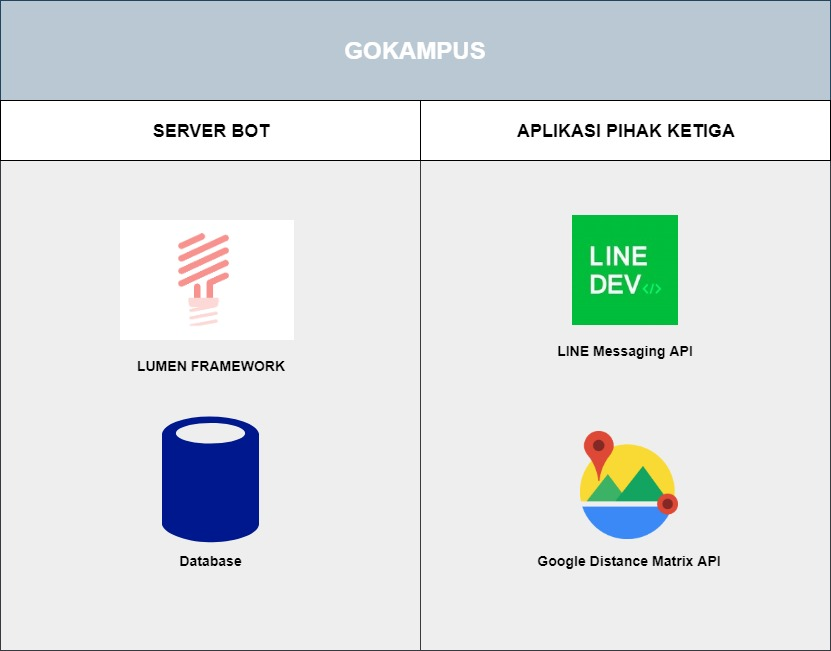 GOKAMPUS
SERVER BOT
APLIKASI PIHAK KETIGA
LINE
DEV</>
LUMEN FRAMEWORK
LINE Messaging API
Database
Google Distance Matrix API